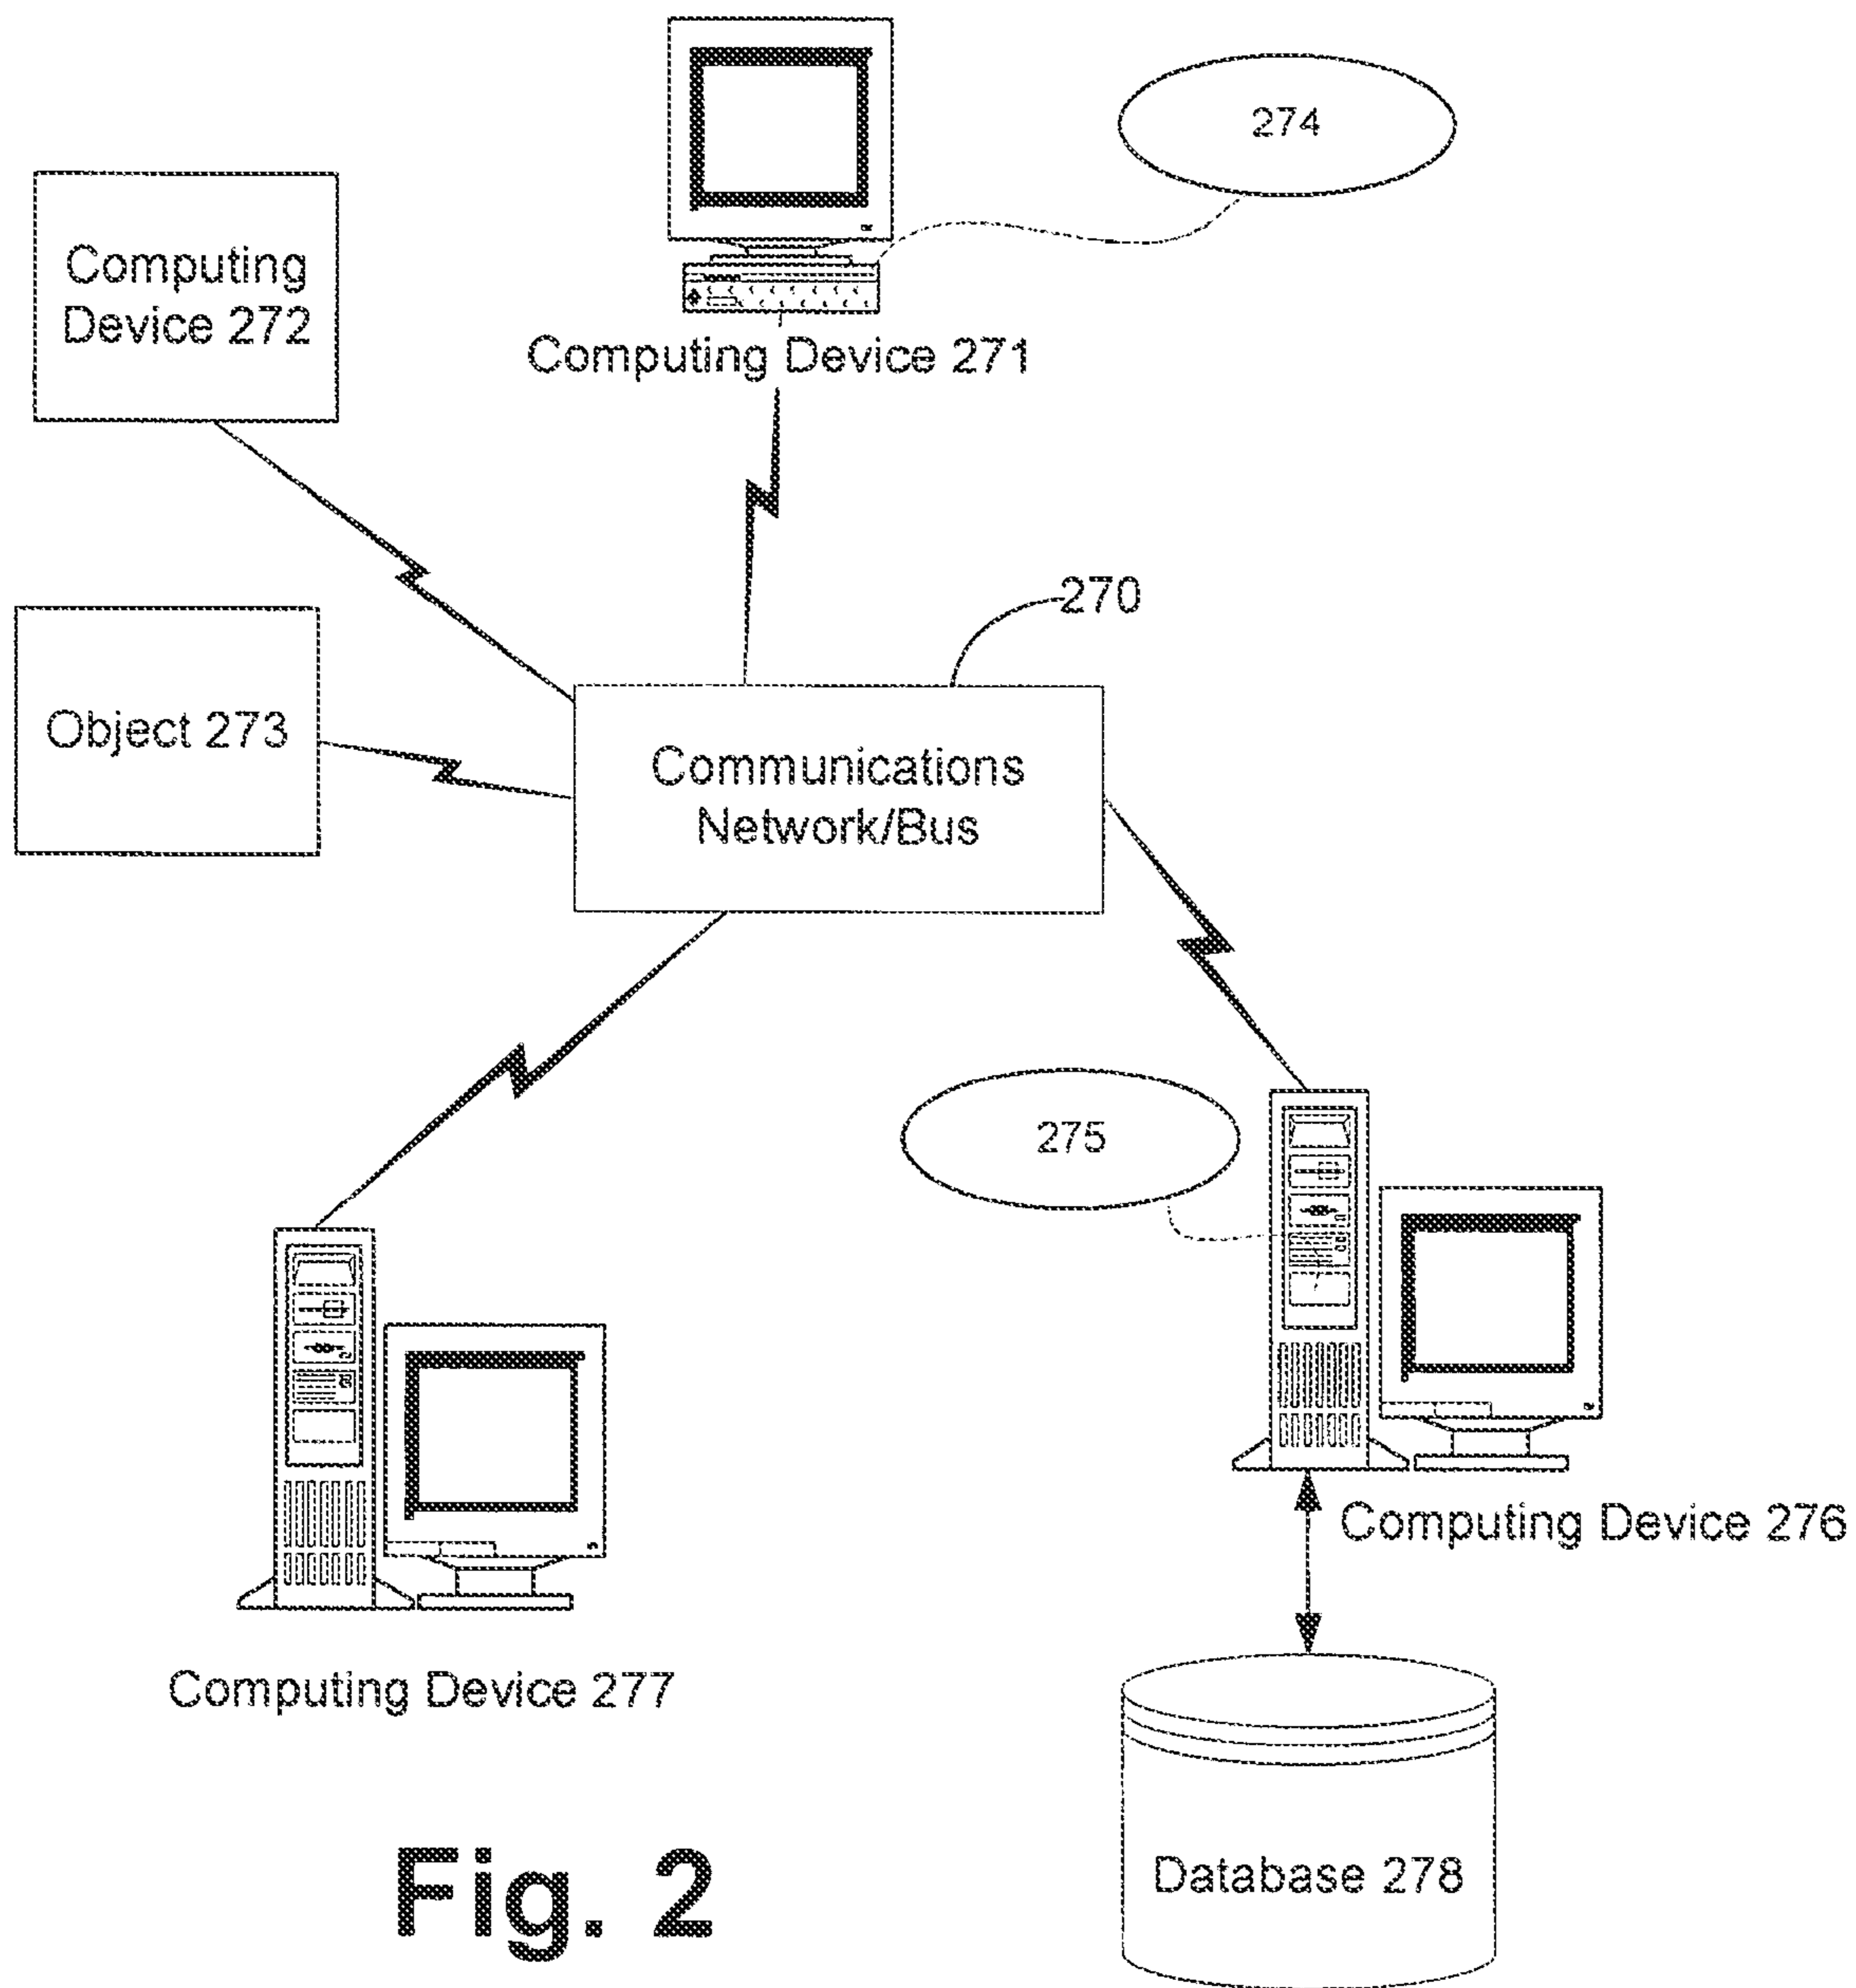 274
Computing
Device 272
Computing Device 271
270
Object 273
Communications
Network/Bus
275
Computing Device 276
Computing Device 277
Database 278
Fig. 2